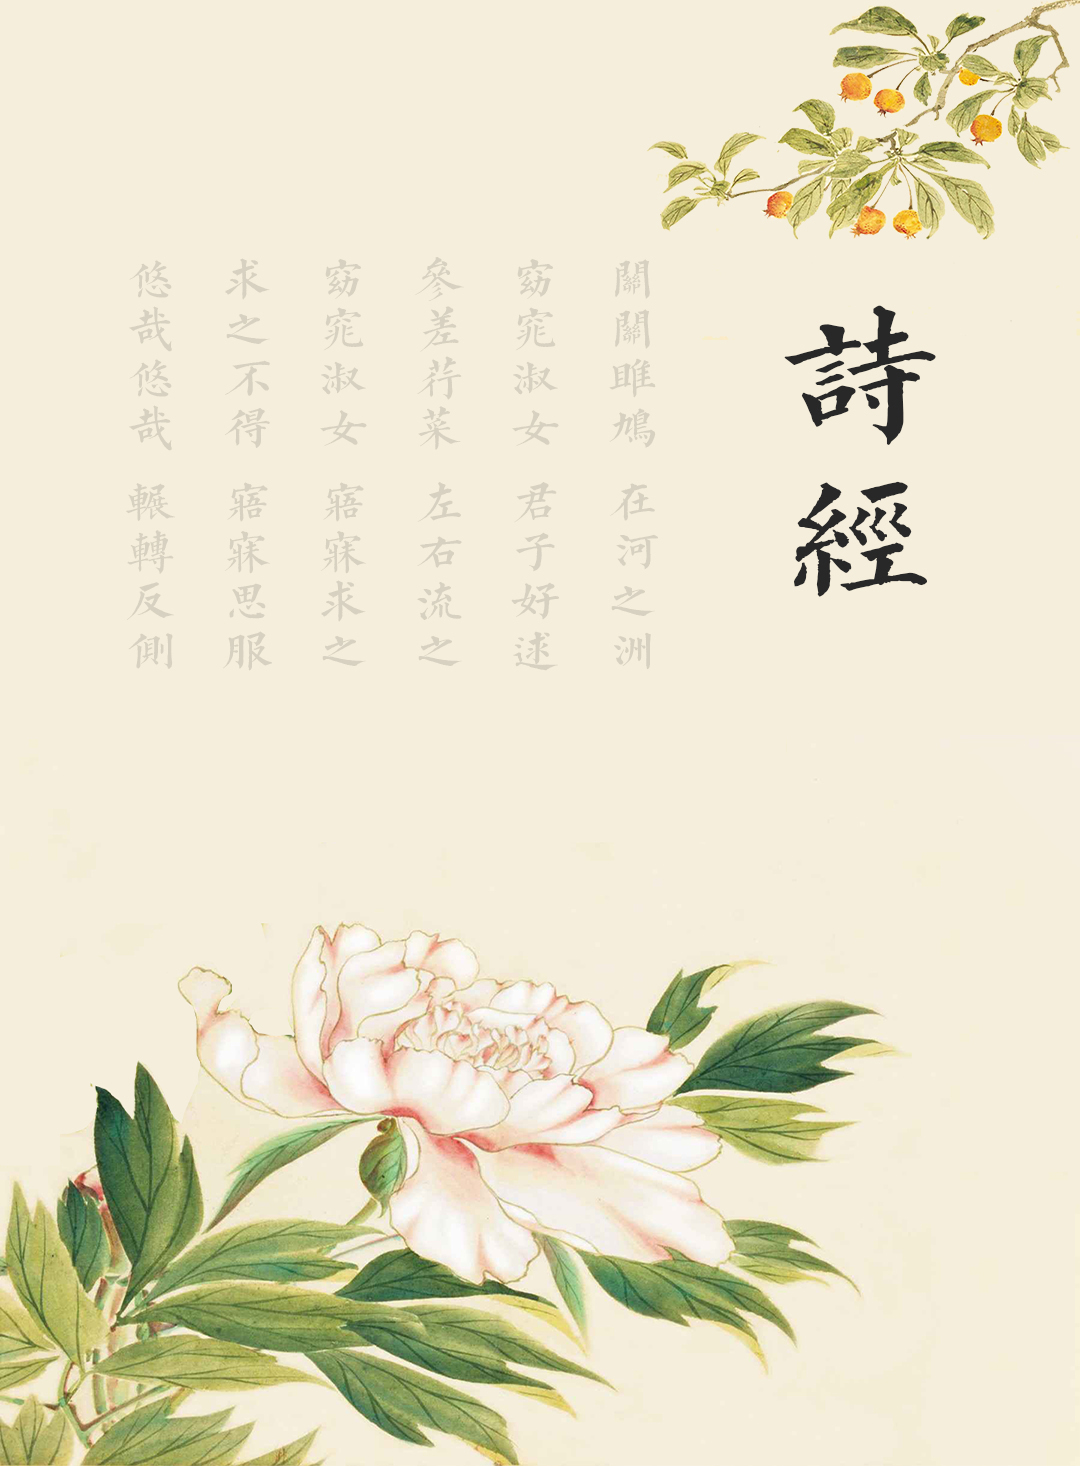 詩經
關關雎鳩 在河之洲
窈窕淑女 君子好逑
參差荇菜 左右流之
窈窕淑女 寤寐求之
求之不得 寤寐思服
悠哉悠哉 輾轉反側